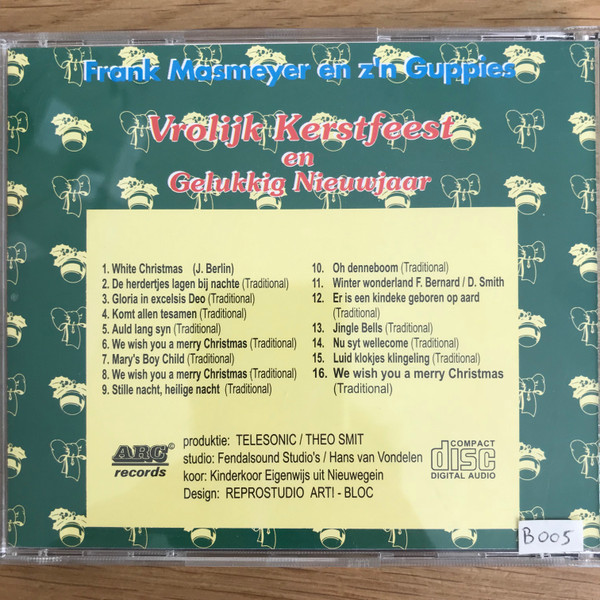 Frank Masmeyer en z'n Guppies
Vrolijk Kerstfeest
en
Gelukkig Nieuwjaar
1. White Christmas (J. Berlin)
2. De herdertjes lagen bij nachte (Traditional)
3. Gloria in excelsis Deo (Traditional)
4. Komt allen tesamen (Traditional)
5. Auld lang syn (Traditional)
6. We wish you a merry Christmas (Traditional)
7. Mary's Boy Child (Traditional)
8. We wish you a merry Christmas (Traditional)
9. Stille nacht, heilige nacht (Traditional)
10. Oh denneboom (Traditional)
11. Winter wonderland F. Bernard / D. Smith
12. Er is een kindeke geboren op aard
(Traditional)
13. Jingle Bells (Traditional)
14. Nu syt wellecome (Traditional)
15. Luid klokjes klingeling (Traditional)
16. We wish you a merry Christmas
(Traditional)
ARC©
records
produktie: TELESONIC / THEO SMIT
studio: Fendalsound Studio's / Hans van Vondelen
koor: Kinderkoor Eigenwijs uit Nieuwegein
Design: REPROSTUDIO ARTI - BLOC
COMPACT
disc
DIGITAL AUDIO
B005